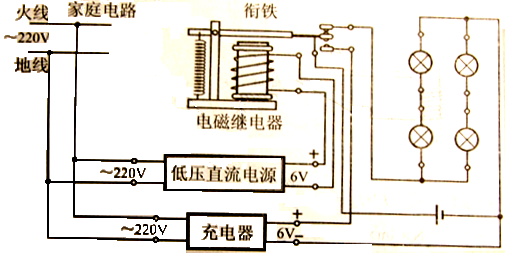 火线 家庭电路 衔铁
~220V
地线
电磁继电器
低压直流电源
+
~220V
6V
充电器
+
~220V
6V
−